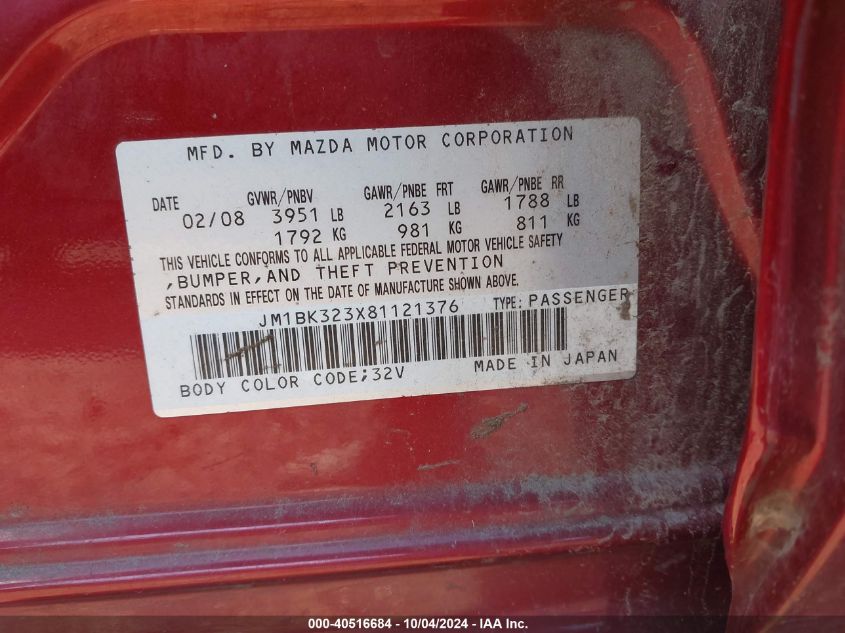 MFD. BY MAZDA MOTOR CORPORATION
DATE GVWR/PNBV GAWR/PNBE FRT GAWR/PNBE RR
02/08 3951 LB 2163 LB 1788 LB
1792 KG 981 KG 811 KG
THIS VEHICLE CONFORMS TO ALL APPLICABLE FEDERAL MOTOR VEHICLE SAFETY
,BUMPER,AND THEFT PREVENTION
STANDARDS IN EFFECT ON THE DATE OF MANUFACTURE SHOWN ABOVE.
JM1BK323X81121376 TYPE: PASSENGER
BODY COLOR CODE;32V MADE IN JAPAN
000-40516684 - 10/04/2024 - IAA Inc.